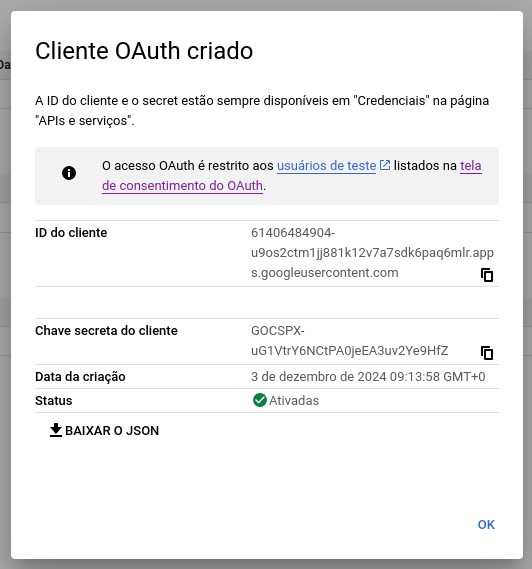 Da
Cliente OAuth criado
A ID do cliente e o secret estão sempre disponíveis em "Credenciais" na página
"APIs e serviços".
O acesso OAuth é restrito aos usuários de teste listados na tela
de consentimento do OAuth.
ID do cliente
61406484904-
u9os2ctm1jj881k12v7a7sdk6paq6mlr.app
s.googleusercontent.com
Chave secreta do cliente
GOCSPX-
uG1VtrY6NCtPA0jeEA3uv2Ye9HfZ
Data da criação
3 de dezembro de 2024 09:13:58 GMT+0
Status
Ativadas
BAIXAR O JSON
OK